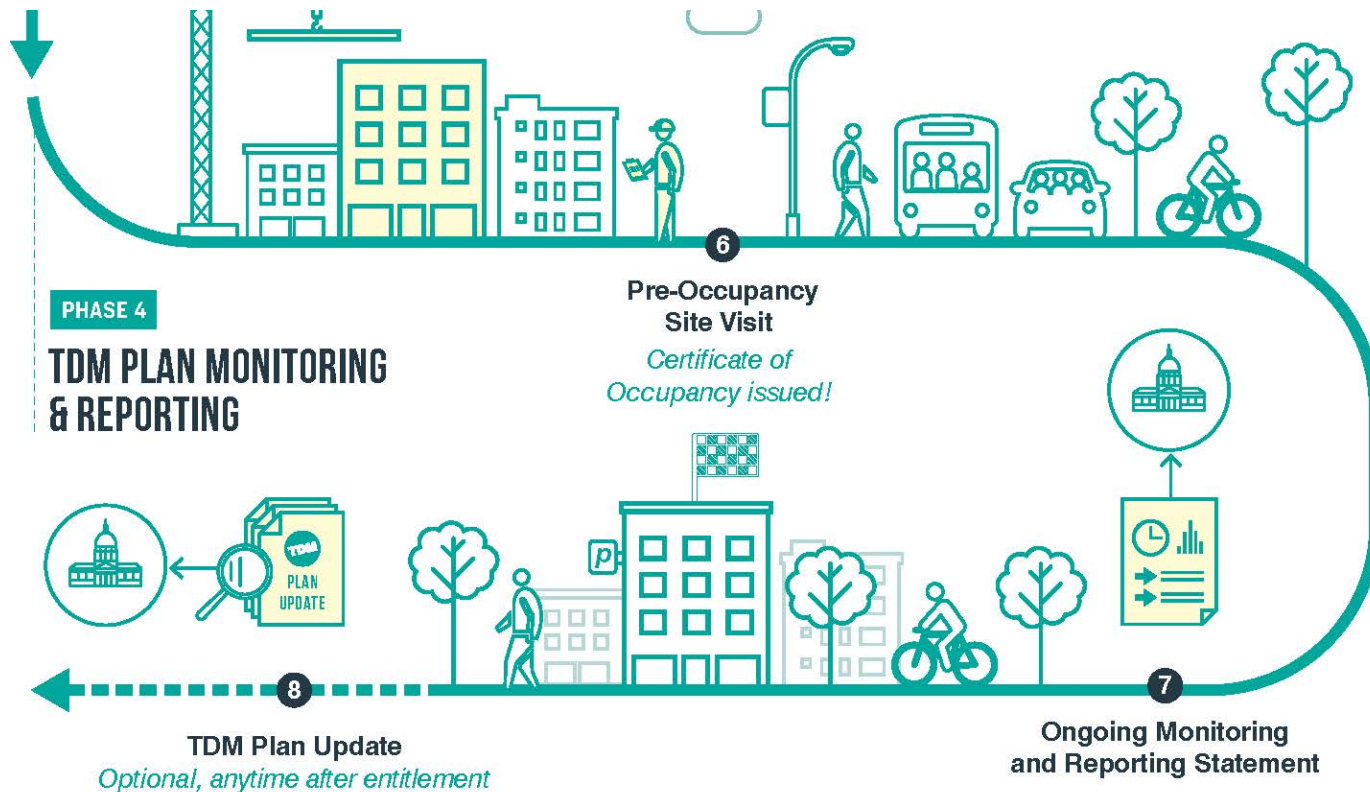 6
Pre-Occupancy
Site Visit
Certificate of
Occupancy issued!
PHASE 4
TDM PLAN MONITORING
& REPORTING
TDM
PLAN
UPDATE
p
8
TDM Plan Update
Optional, anytime after entitlement
7
Ongoing Monitoring
and Reporting Statement